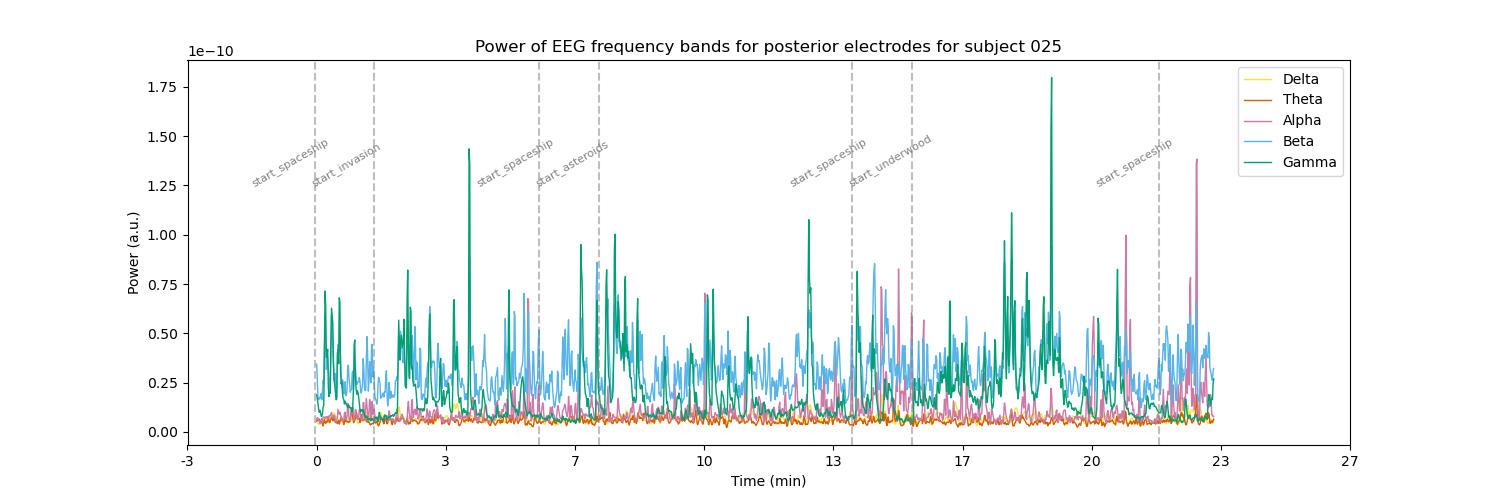 Power of EEG frequency bands for posterior electrodes for subject 025
1e−10
1.75
1.50
1.25
1.00
0.75
0.50
0.25
0.00
Power (a.u.)
start_spaceship
start_invasion
start_spaceship
start_asteroids
start_spaceship
start_underwood
start_spaceship
Delta
Theta
Alpha
Beta
Gamma
-3 0 3 7 10 13 17 20 23 27
Time (min)